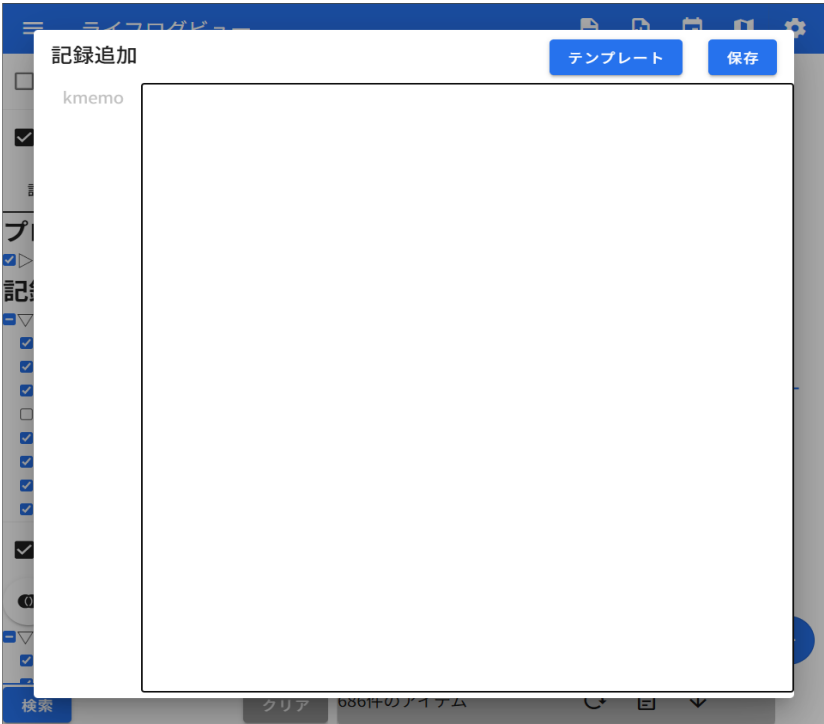 ライフログビュー
記録追加
テンプレート
保存
kmemo
検索
クリア
686件のアイテム